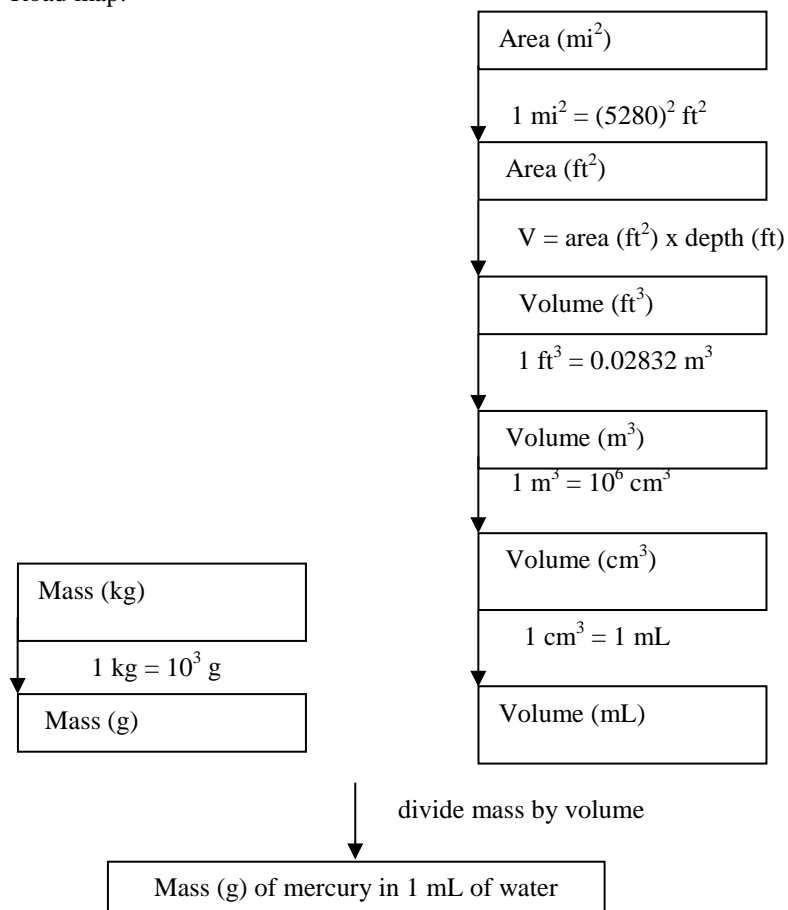 Area (mi²)
1 mi² = (5280)² ft²
Area (ft²)
V = area (ft²) x depth (ft)
Volume (ft³)
1 ft³ = 0.02832 m³
Volume (m³)
1 m³ = 10⁶ cm³
Volume (cm³)
1 cm³ = 1 mL
Volume (mL)
Mass (kg)
1 kg = 10³ g
Mass (g)
divide mass by volume
Mass (g) of mercury in 1 mL of water